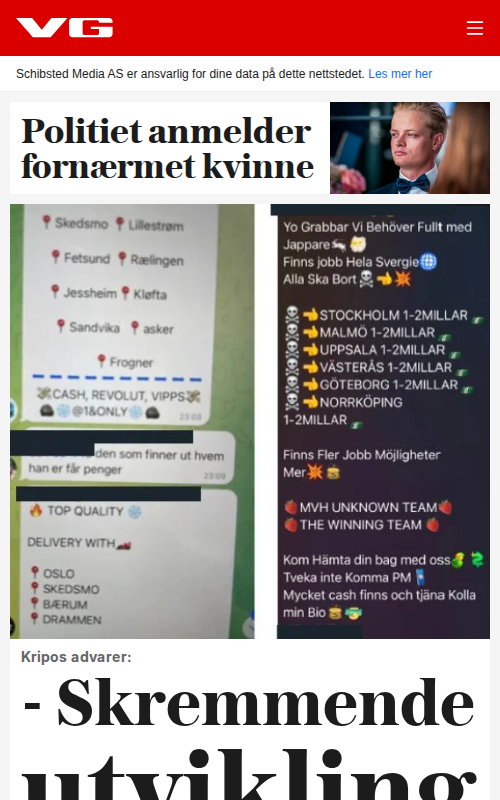 VG
Schibsted Media AS er ansvarlig for dine data på dette nettstedet. Les mer her
Politiet anmelder
fornærmet kvinne
📍Skedsmo 📍Lillestrøm
📍Fetsund 📍Rælingen
📍Jessheim📍Kløfta
📍Sandvika 📍asker
📍Frogner
CASH, REVOLUT, VIPPS
@1&ONLY
23:09
den som finner ut hvem
han er får penger
23:09
🔥 TOP QUALITY ❄️
DELIVERY WITH🏎️
📍OSLO
📍SKEDSMO
📍BÆRUM
📍DRAMMEN
Yo Grabbar Vi Behöver Fullt med
Jappare
Finns jobb Hela Svergie🌐
Alla Ska Bort☠️👉💥
☠️👉STOCKHOLM 1-2MILLAR
☠️👉MALMÖ 1-2MILLAR
☠️👉UPPSALA 1-2MILLAR
☠️👉VÄSTERÅS 1-2MILLAR
☠️👉GÖTEBORG 1-2MILLAR
☠️👉NORRKÖPING
1-2MILLAR
Finns Fler Jobb Möjligheter
Mer💥🍔
🍓MVH UNKNOWN TEAM🍓
🍓THE WINNING TEAM 🍓
Kom Hämta din bag med oss
Tveka inte Komma PM
Mycket cash finns och tjäna Kolla
min Bio
Kripos advarer:
- Skremmende
utvikling